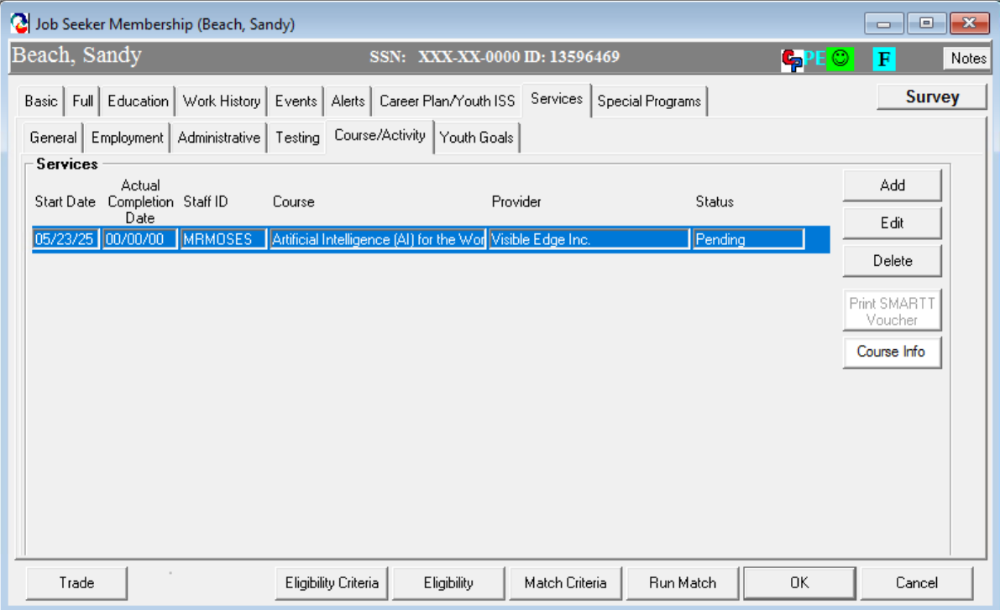 Job Seeker Membership (Beach, Sandy)
Beach, Sandy SSN: XXX-XX-0000 ID: 13596469 CP PE F Notes
Basic Full Education Work History Events Alerts Career Plan/Youth ISS Services Special Programs Survey
General Employment Administrative Testing Course/Activity Youth Goals
Services
Start Date Actual Completion Date Staff ID Course Provider Status
05/23/25 00/00/00 MRMOSES Artificial Intelligence (AI) for the Wor Visible Edge Inc. Pending
Add
Edit
Delete
Print SMARTT
Voucher
Course Info
Trade Eligibility Criteria Eligibility Match Criteria Run Match OK Cancel